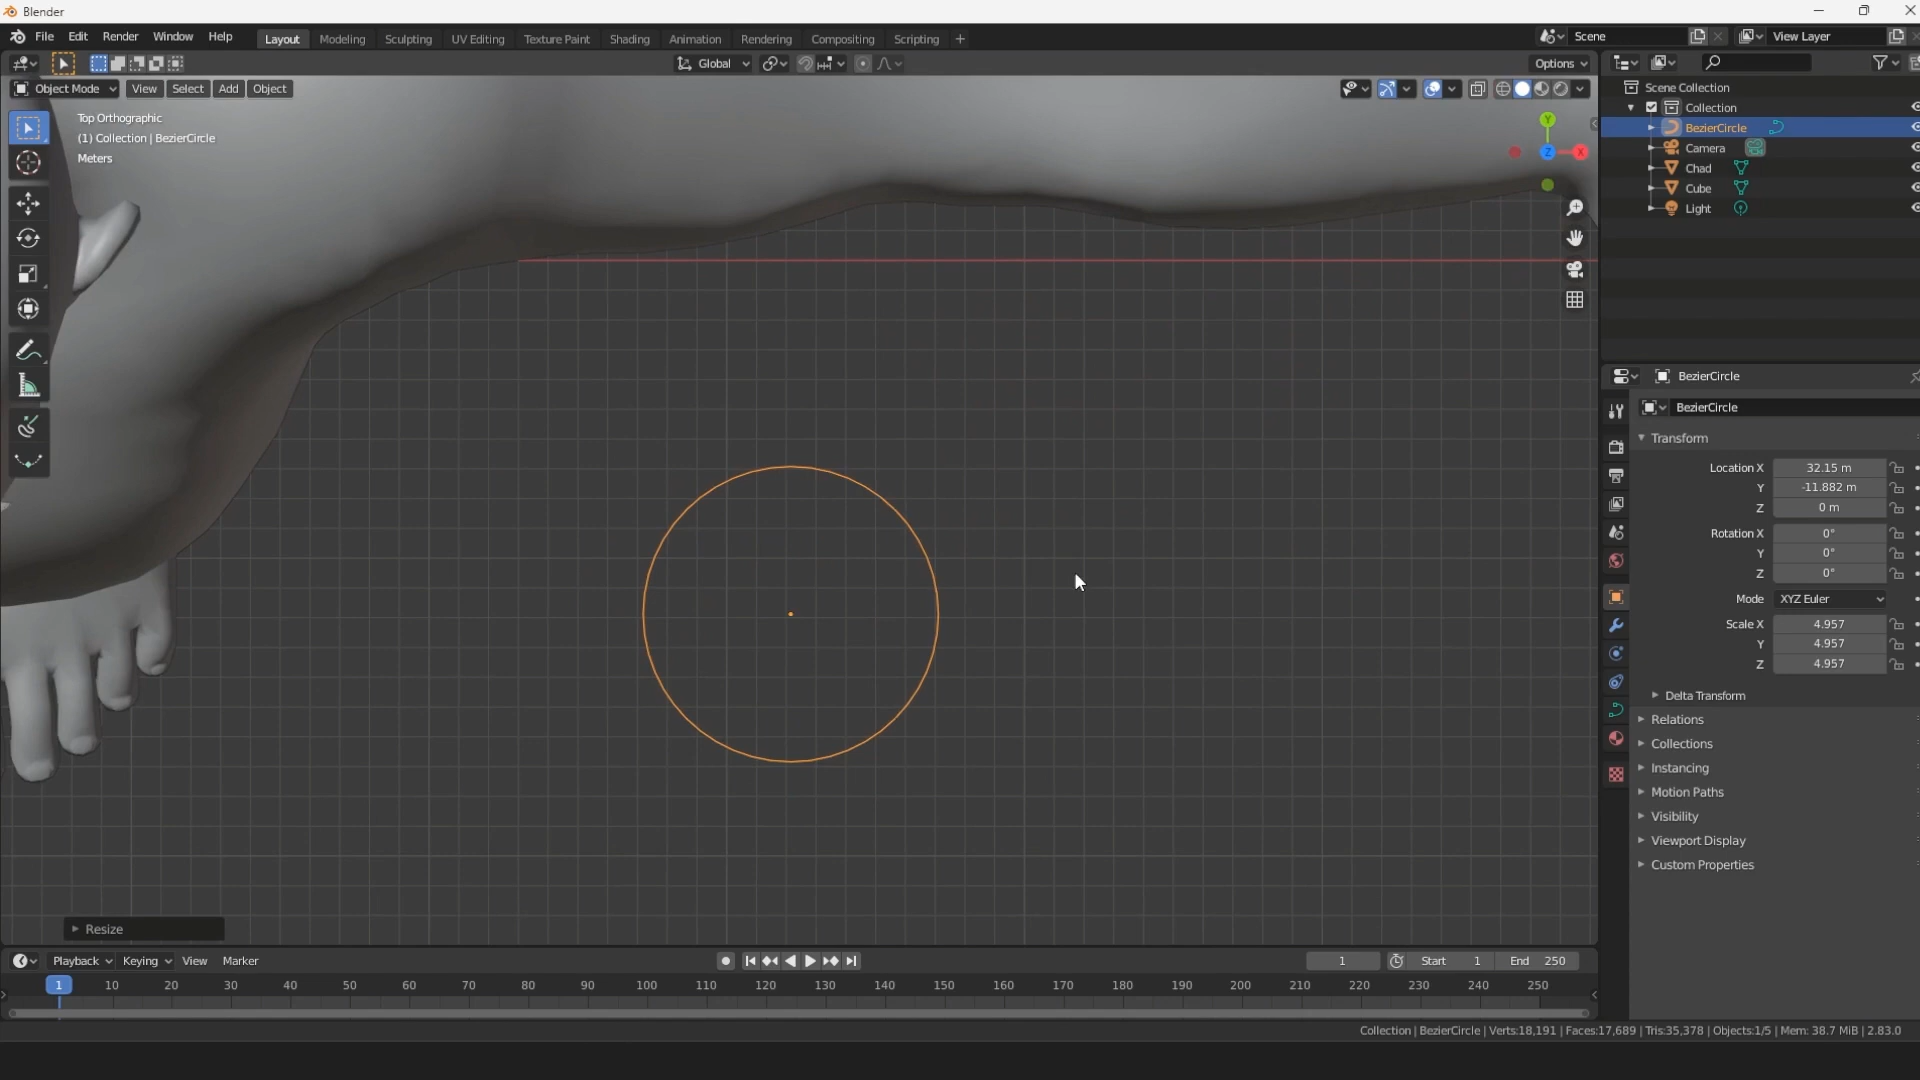 Blender
File Edit Render Window Help Layout Modeling Sculpting UV Editing Texture Paint Shading Animation Rendering Compositing Scripting + Scene View Layer
Global Options
Object Mode View Select Add Object
Top Orthographic
(1) Collection | BezierCircle
Meters
Y
Z
X
Scene Collection
Collection
BezierCircle
Camera
Chad
Cube
Light
BezierCircle
BezierCircle
Transform
Location X 32.15 m
Y -11.882 m
Z 0 m
Rotation X 0°
Y 0°
Z 0°
Mode XYZ Euler
Scale X 4.957
Y 4.957
Z 4.957
Delta Transform
Relations
Collections
Instancing
Motion Paths
Visibility
Viewport Display
Custom Properties
Resize
Playback Keying View Marker 1 Start 1 End 250
1 10 20 30 40 50 60 70 80 90 100 110 120 130 140 150 160 170 180 190 200 210 220 230 240 250
Collection | BezierCircle | Verts:18,191 | Faces:17,689 | Tris:35,378 | Objects:1/5 | Mem: 38.7 MiB | 2.83.0